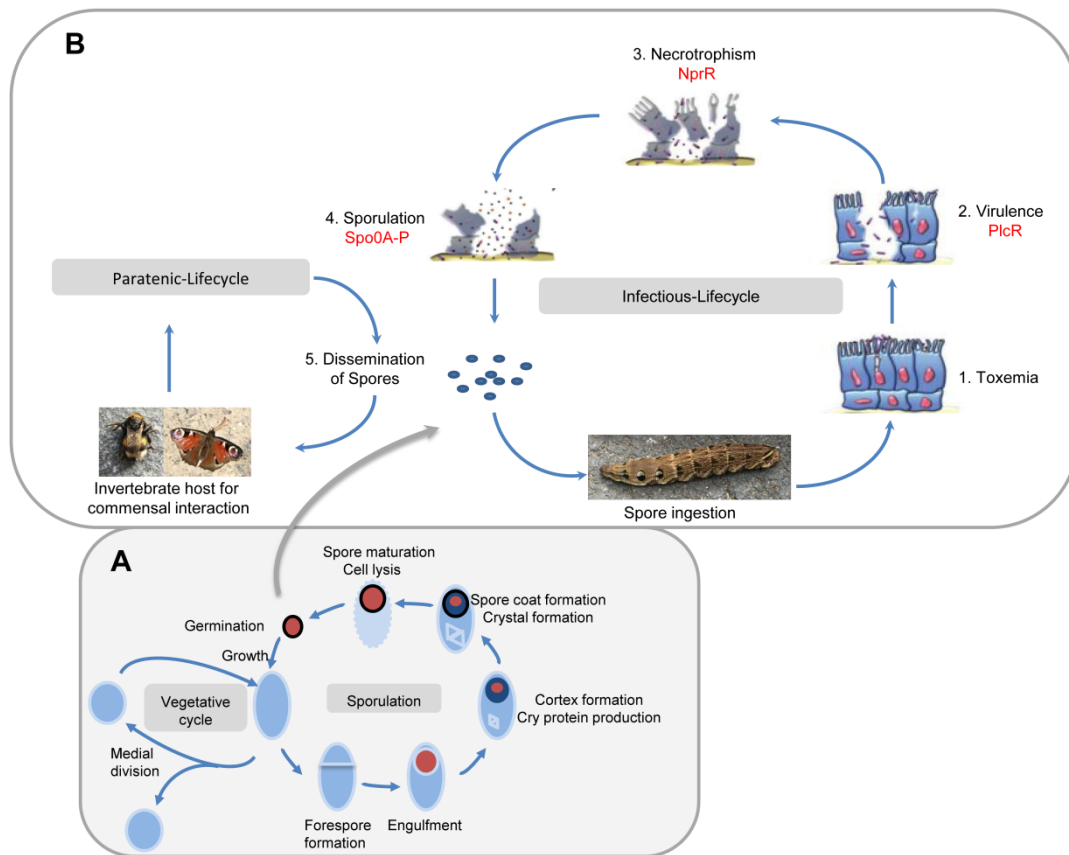 B
3. Necrotrophism
NprR
4. Sporulation
Spo0A-P
2. Virulence
PlcR
Paratenic-Lifecycle
Infectious-Lifecycle
5. Dissemination
of Spores
1. Toxemia
Invertebrate host for
commensal interaction
Spore ingestion
A
Spore maturation
Cell lysis
Spore coat formation
Crystal formation
Germination
Growth
Vegetative
cycle
Sporulation
Cortex formation
Cry protein production
Medial
division
Forespore
formation
Engulfment